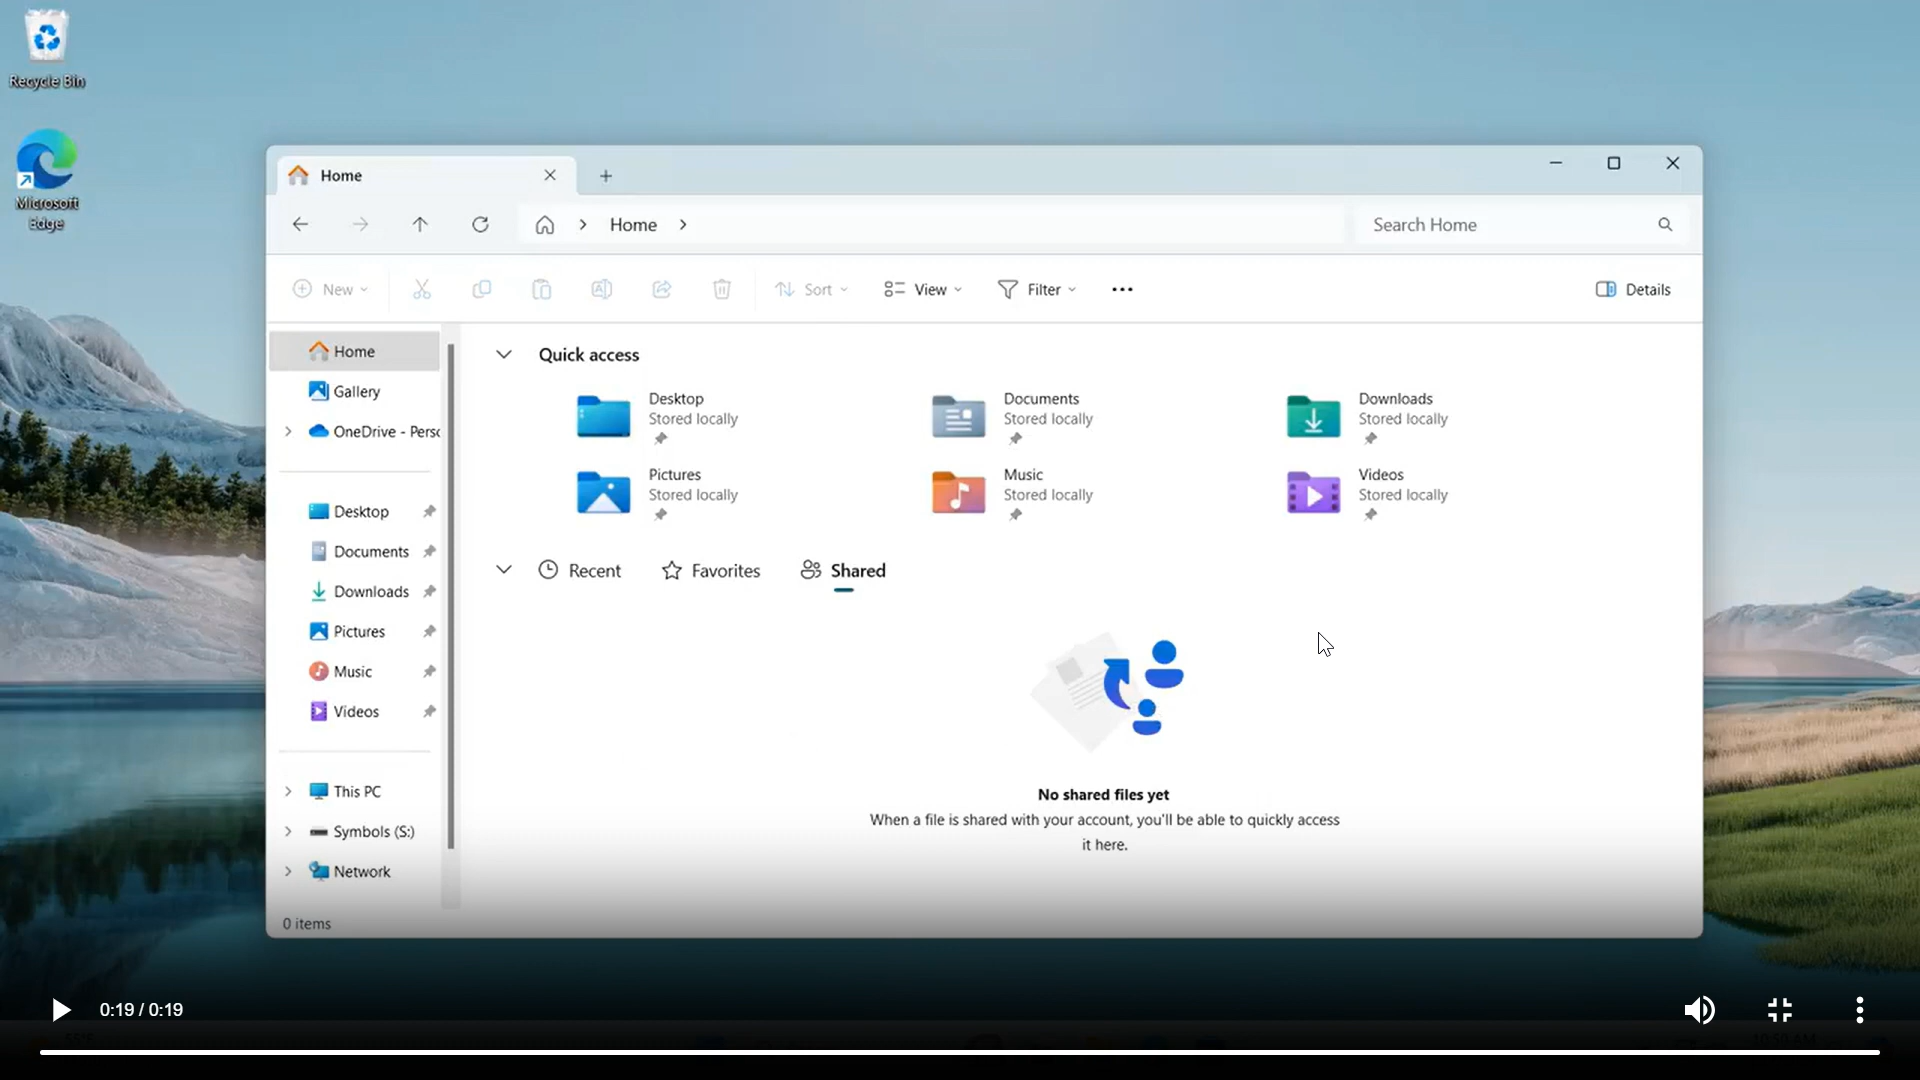 Recycle Bin
Microsoft
Edge
Home
Home
Search Home
New
Sort
View
Filter
Details
Home
Gallery
OneDrive - Perso
Desktop
Documents
Downloads
Pictures
Music
Videos
This PC
Symbols (S:)
Network
Quick access
Desktop
Stored locally
Documents
Stored locally
Downloads
Stored locally
Pictures
Stored locally
Music
Stored locally
Videos
Stored locally
Recent
Favorites
Shared
No shared files yet
When a file is shared with your account, you'll be able to quickly access
it here.
0 items
0:19 / 0:19